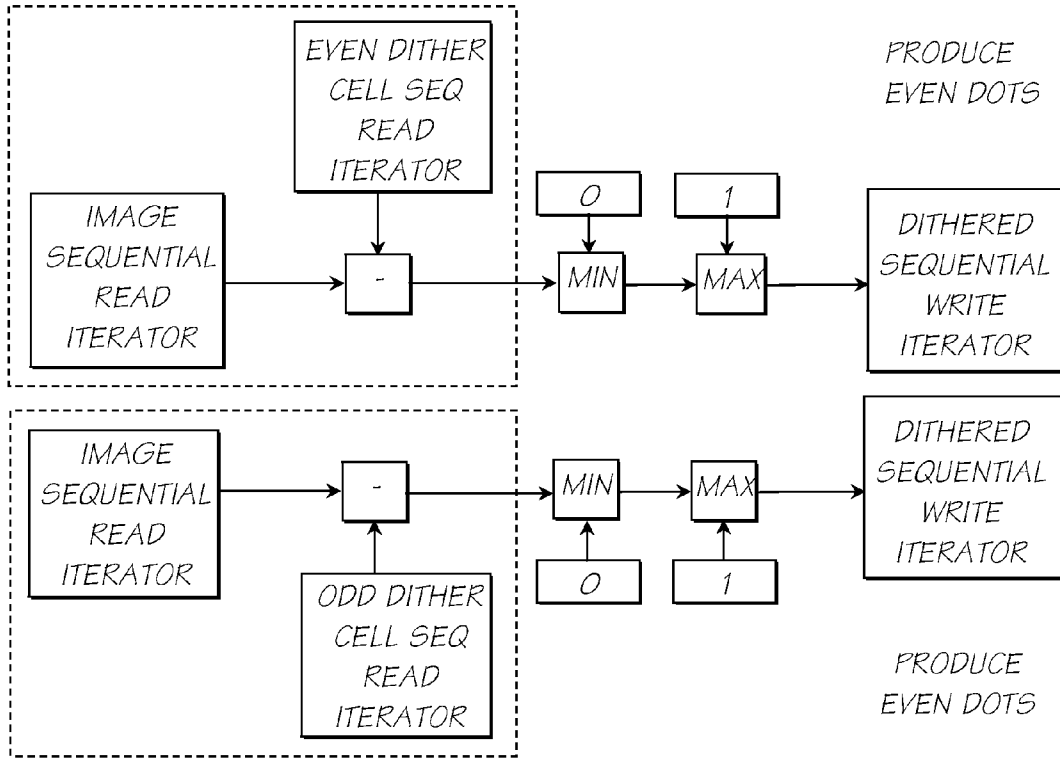 EVEN DITHER
CELL SEQ
READ
ITERATOR
PRODUCE
EVEN DOTS
IMAGE
SEQUENTIAL
READ
ITERATOR
-
0
MIN
1
MAX
DITHERED
SEQUENTIAL
WRITE
ITERATOR
IMAGE
SEQUENTIAL
READ
ITERATOR
-
MIN
0
MAX
1
DITHERED
SEQUENTIAL
WRITE
ITERATOR
ODD DITHER
CELL SEQ
READ
ITERATOR
PRODUCE
EVEN DOTS